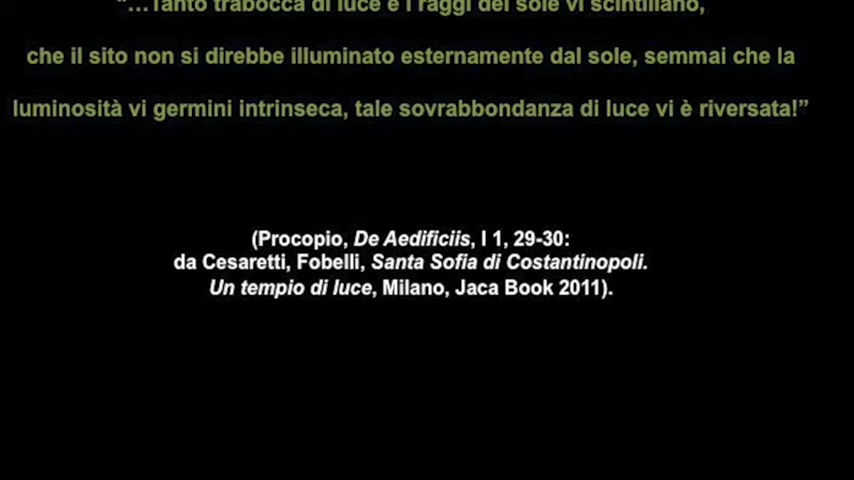 "...Tanto trabocca di luce e i raggi del sole vi scintillano,
che il sito non si direbbe illuminato esternamente dal sole, semmai che la
luminosità vi germini intrinseca, tale sovrabbondanza di luce vi è riversata!”
(Procopio, De Aedificiis, I 1, 29-30:
da Cesaretti, Fobelli, Santa Sofia di Costantinopoli.
Un tempio di luce, Milano, Jaca Book 2011).